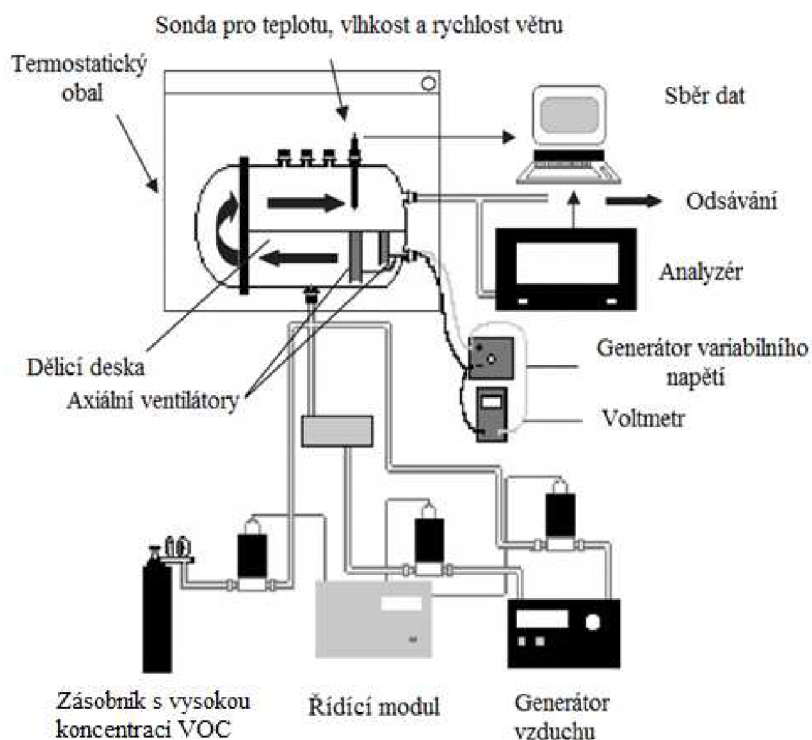 Sonda pro teplotu, vlhkost a rychlost větru
Termostatický
obal
Sběr dat
Odsávání
Analyzér
Dělicí deska
Axiální ventilátory
Generátor variabilního
napětí
Voltmetr
Zásobník s vysokou
koncentraci VOC
Řídící modul
Generátor
vzduchu